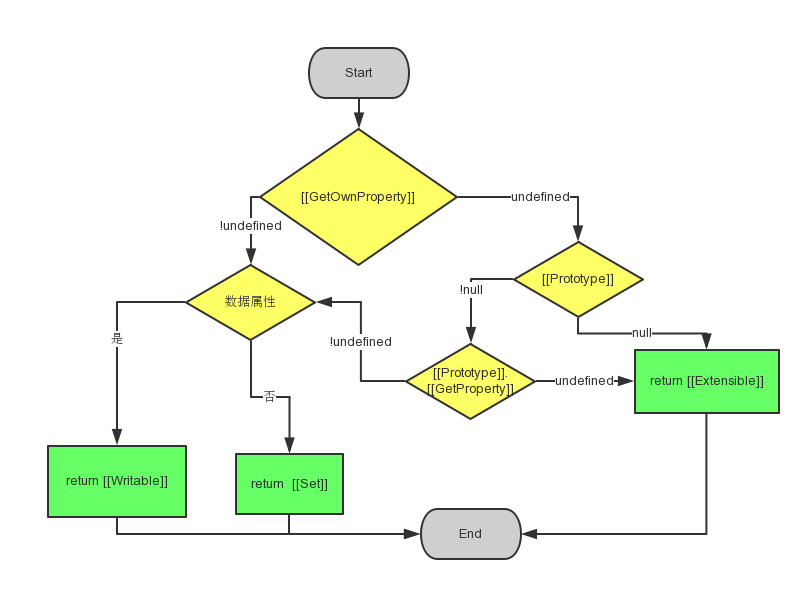 Start
[[GetOwnProperty]]
undefined
!undefined
[[Prototype]]
!null
数据属性
null
是
!undefined
[[Prototype]].
[[GetProperty]]
undefined
return [[Extensible]]
否
return [[Writable]]
return  [[Set]]
End